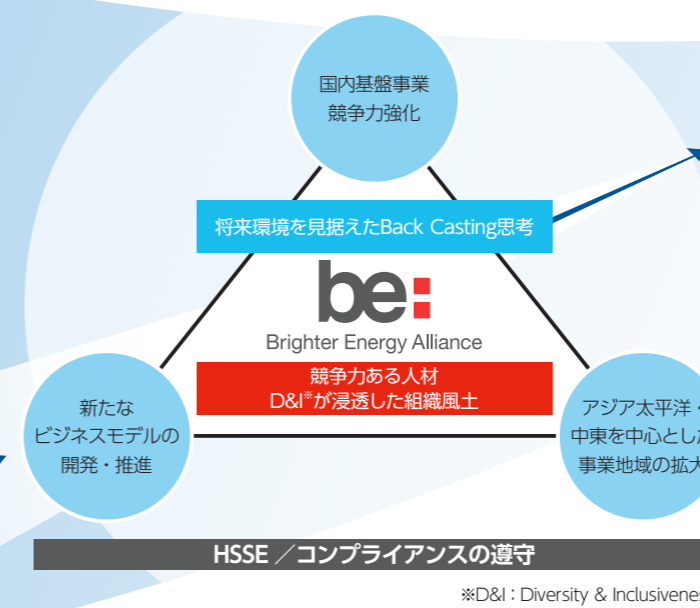 国内基盤事業
競争力強化
将来環境を見据えたBack Casting思考
be:
Brighter Energy Alliance
競争力ある人材
D&I※が浸透した組織風土
新たな
ビジネスモデルの
開発・推進
アジア太平洋・
中東を中心とした
事業地域の拡大
HSSE ／コンプライアンスの遵守
※D&I：Diversity &